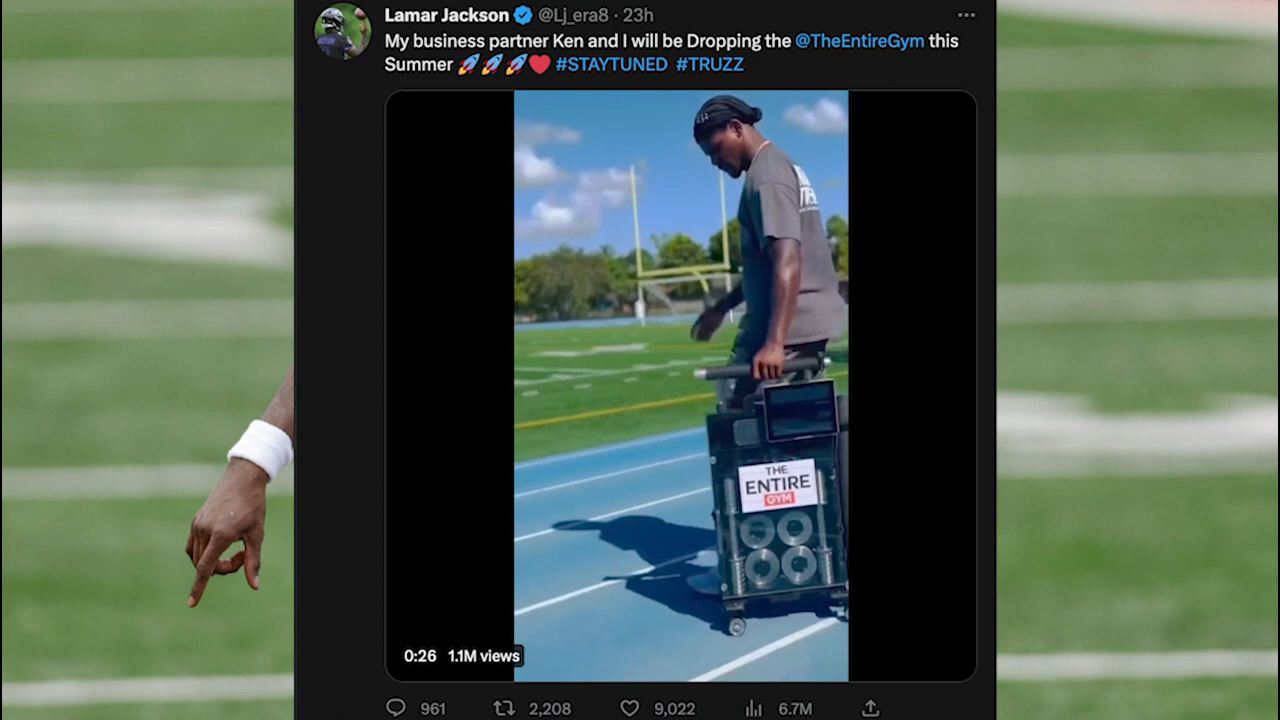 Lamar Jackson @Lj_era8 · 23h
My business partner Ken and I will be Dropping the @TheEntireGym this
Summer 🚀🚀🚀❤️ #STAYTUNED #TRUZZ
THE
ENTIRE
GYM
0:26 1.1M views
961 2,208 9,022 6.7M